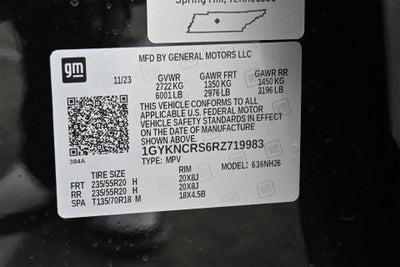 Spring Hill, Tennessee
gm
MFD BY GENERAL MOTORS LLC
11/23 GVWR GAWR FRT GAWR RR
2722 KG 1350 KG 1450 KG
6001 LB 2976 LB 3196 LB
THIS VEHICLE CONFORMS TO ALL
APPLICABLE U.S. FEDERAL MOTOR
VEHICLE SAFETY STANDARDS IN EFFECT
ON THE DATE OF MANUFACTURE
SHOWN ABOVE.
1GYKNCRS6RZ719983
384A TYPE: MPV MODEL: 636NH26
TIRE SIZE RIM
FRT 235/55R20 H 20X8J
RR 235/55R20 H 20X8J
SPA T135/70R18 M 18X4.5B